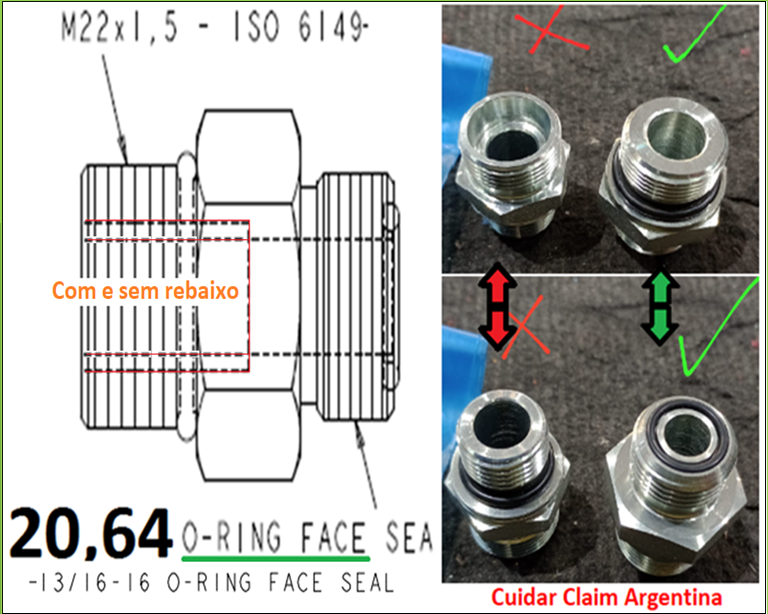 M22x1,5 - ISO 6149-
Com e sem rebaixo
20,64 O-RING FACE SEA
-13/16-16 O-RING FACE SEAL
Cuidar Claim Argentina